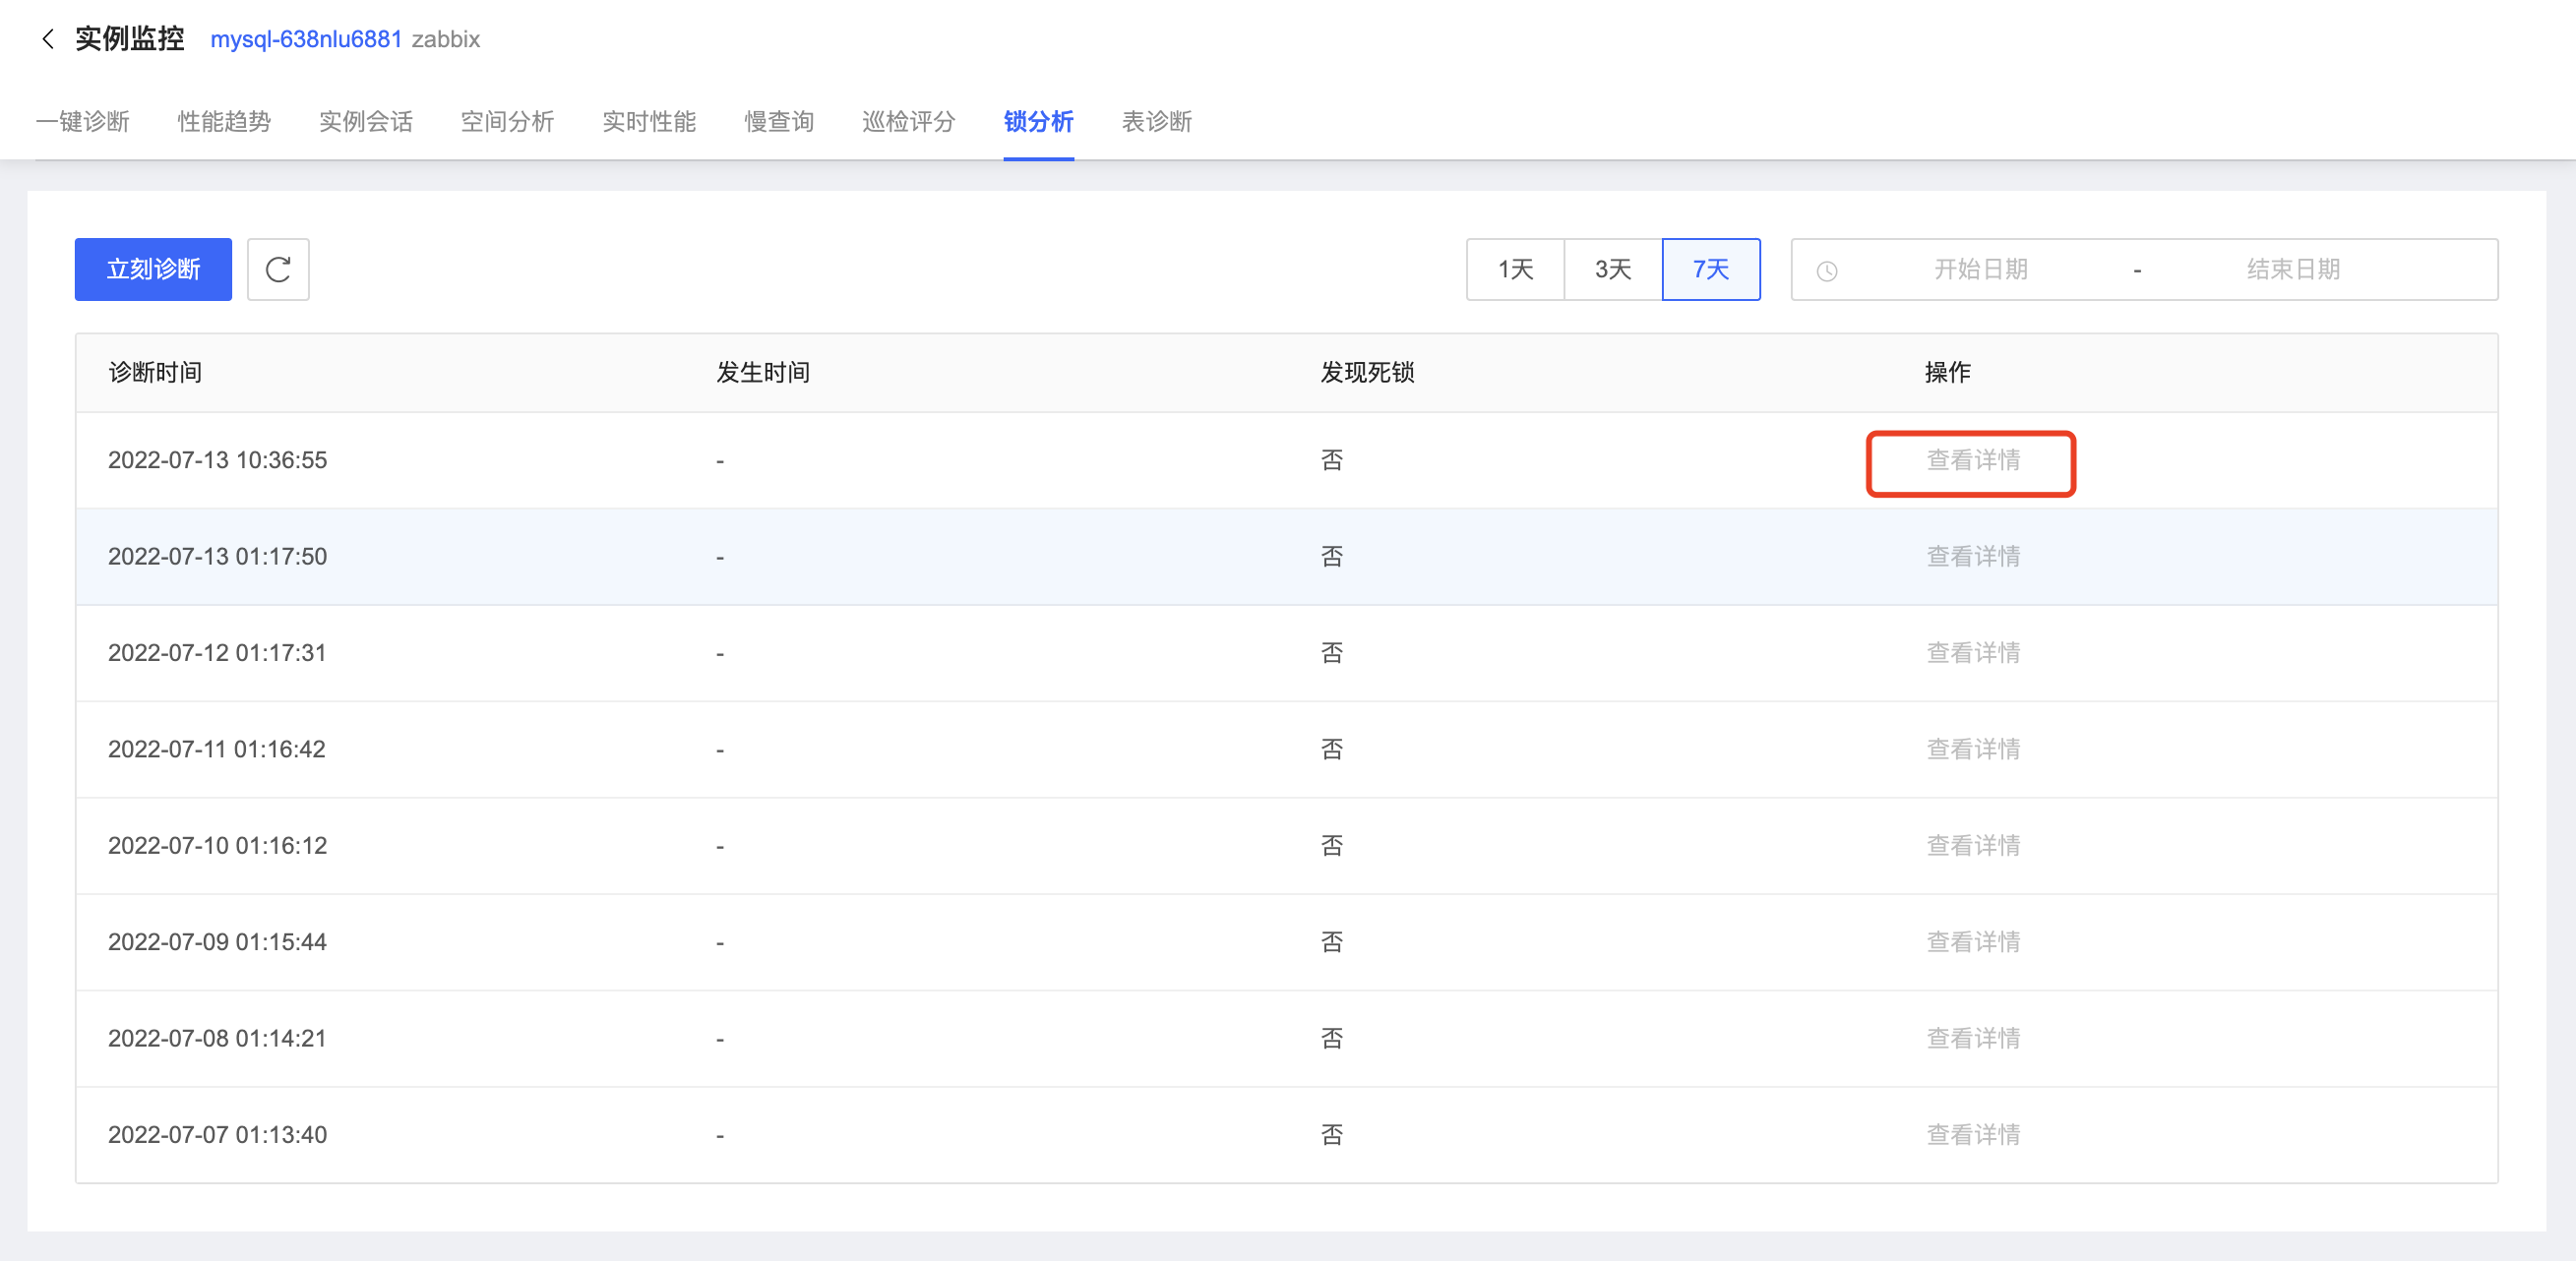 实例监控 mysql-638nlu6881 zabbix
一键诊断 性能趋势 实例会话 空间分析 实时性能 慢查询 巡检评分 锁分析 表诊断
立刻诊断 1天 3天 7天 开始日期 - 结束日期
诊断时间 发生时间 发现死锁 操作
2022-07-13 10:36:55 - 否 查看详情
2022-07-13 01:17:50 - 否 查看详情
2022-07-12 01:17:31 - 否 查看详情
2022-07-11 01:16:42 - 否 查看详情
2022-07-10 01:16:12 - 否 查看详情
2022-07-09 01:15:44 - 否 查看详情
2022-07-08 01:14:21 - 否 查看详情
2022-07-07 01:13:40 - 否 查看详情